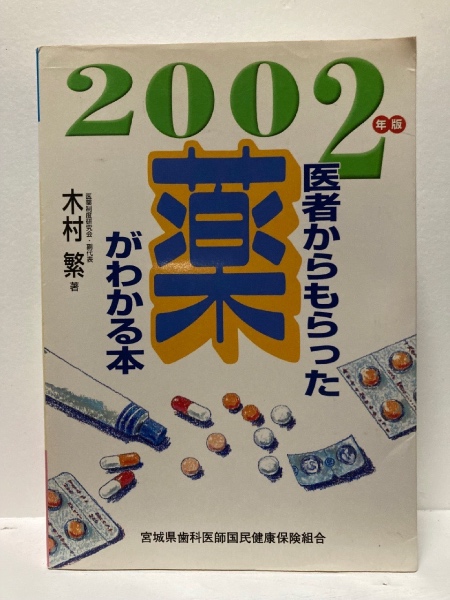 2002年版
医者からもらった
薬
がわかる本
医薬制度研究会・副代表
木村 繁 著
宮城県歯科医師国民健康保険組合